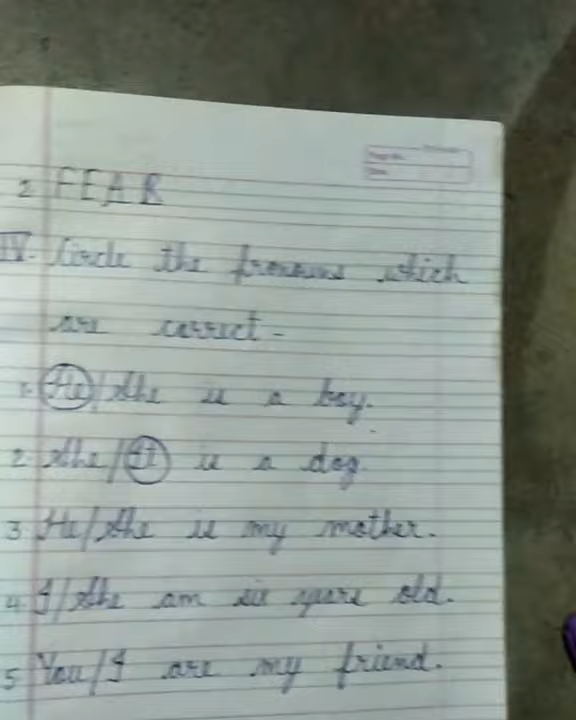 2. FEAR
IV. Circle the pronouns which
are correct -
1. He/She is a boy.
2. She/It is a dog.
3. He/She is my mother.
4. I/She am six years old.
5. You/I are my friend.